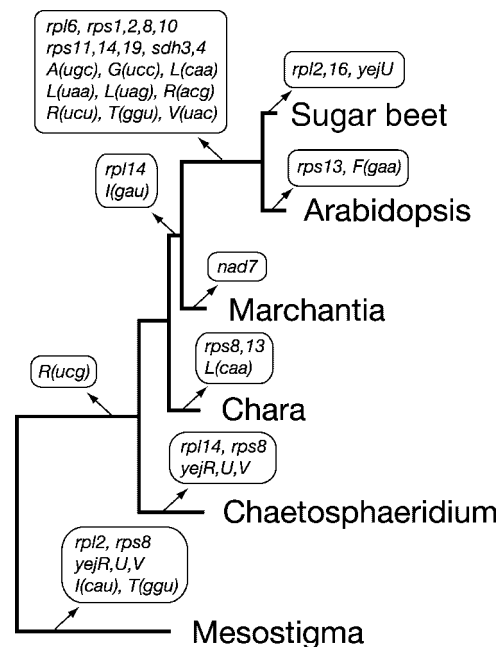 rpl6, rps1,2,8,10
rps11,14,19, sdh3,4
A(ugc), G(ucc), L(caa)
L(uaa), L(uag), R(acg)
R(ucu), T(ggu), V(uac)
rpl2,16, yejU
Sugar beet
rps13, F(gaa)
Arabidopsis
rpl14
I(gau)
nad7
Marchantia
rps8,13
L(caa)
Chara
R(ucg)
rpl14, rps8
yejR,U,V
Chaetosphaeridium
rpl2, rps8
yejR,U,V
I(cau), T(ggu)
Mesostigma